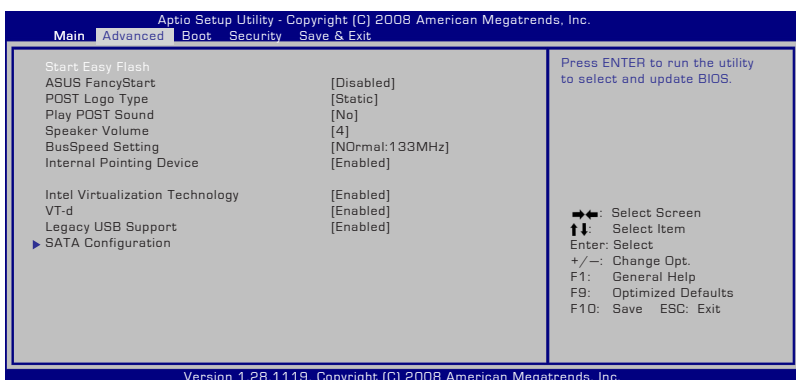 Aptio Setup Utility - Copyright (C) 2008 American Megatrends, Inc.
Main Advanced Boot Security Save & Exit
Start Easy Flash
ASUS FancyStart [Disabled]
POST Logo Type [Static]
Play POST Sound [No]
Speaker Volume [4]
BusSpeed Setting [NOrmal:133MHz]
Internal Pointing Device [Enabled]
Intel Virtualization Technology [Enabled]
VT-d [Enabled]
Legacy USB Support [Enabled]
SATA Configuration
Press ENTER to run the utility
to select and update BIOS.
: Select Screen
: Select Item
Enter: Select
+/—: Change Opt.
F1: General Help
F9: Optimized Defaults
F10: Save ESC: Exit
Version 1.28.1119. Copyright (C) 2008 American Megatrends, Inc.